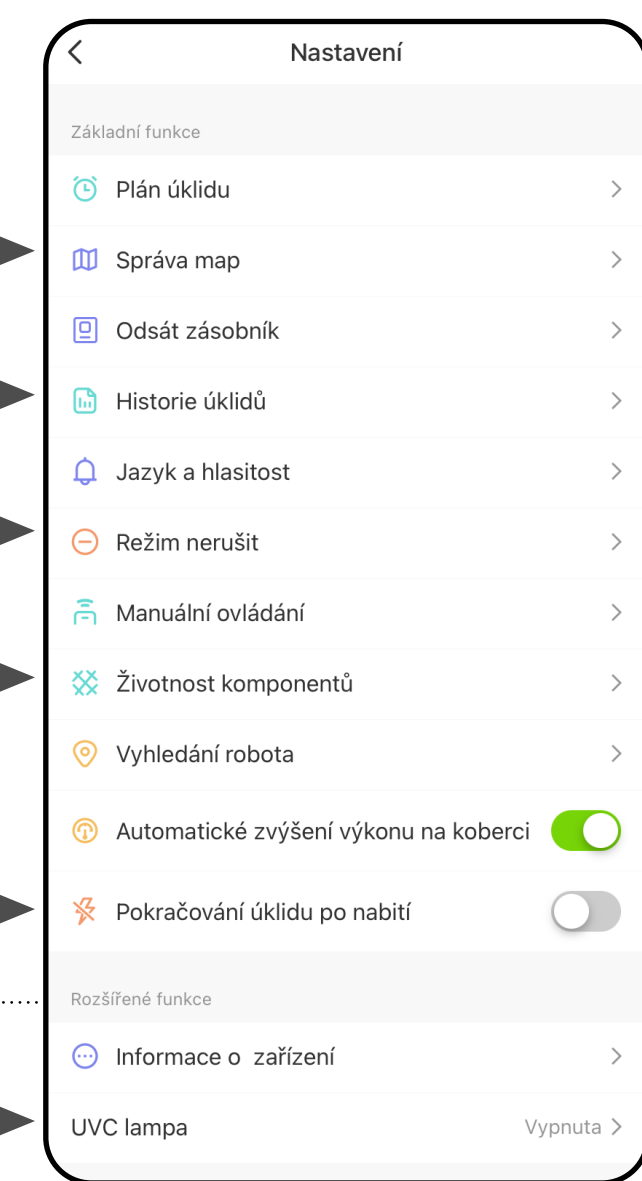 Nastavení
Základní funkce
Plán úklidu
Správa map
Odsát zásobník
Historie úklidů
Jazyk a hlasitost
Režim nerušit
Manuální ovládání
Životnost komponentů
Vyhledání robota
Automatické zvýšení výkonu na koberci
Pokračování úklidu po nabití
Rozšířené funkce
Informace o  zařízení
UVC lampa Vypnuta